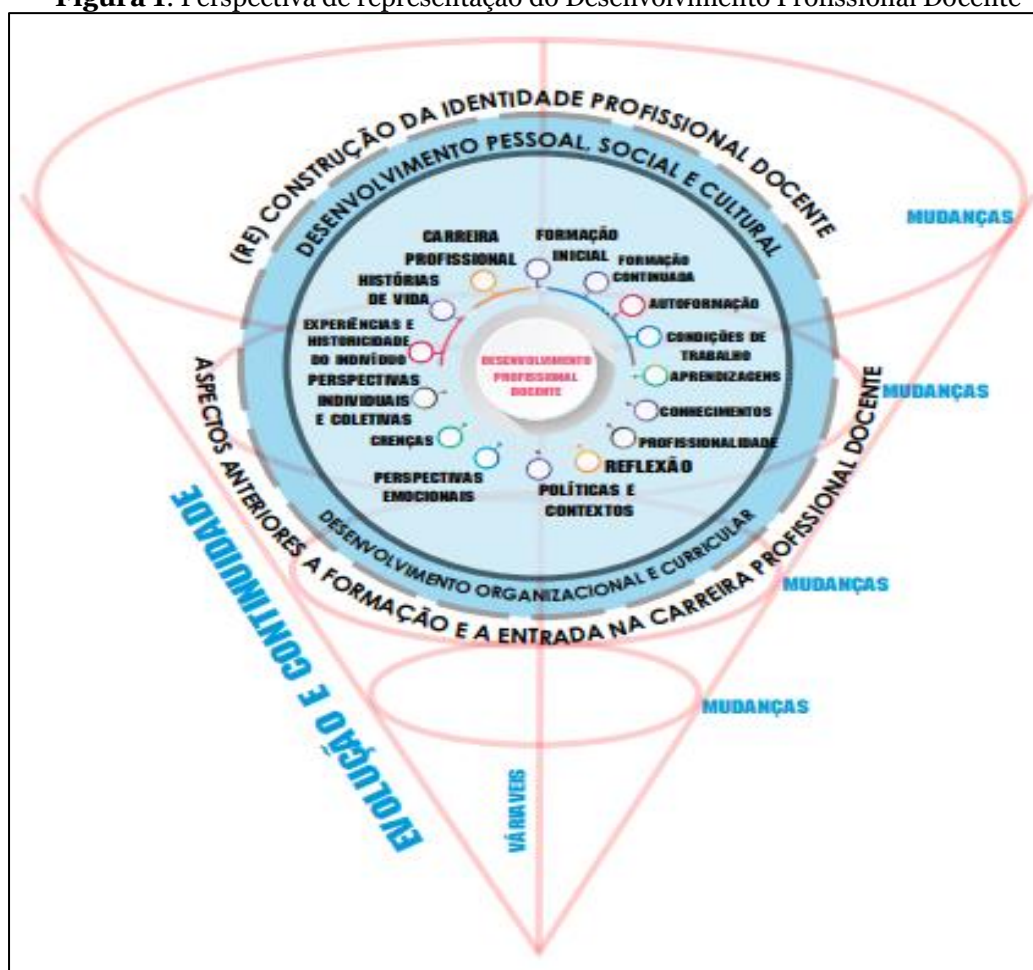 Figura 1: Perspectiva de representação do Desenvolvimento Profissional Docente
(RE) CONSTRUÇÃO DA IDENTIDADE PROFISSIONAL DOCENTE
DESENVOLVIMENTO PESSOAL, SOCIAL E CULTURAL
MUDANÇAS
CARREIRA
PROFISSIONAL
FORMAÇÃO
INICIAL
FORMAÇÃO
CONTINUADA
HISTÓRIAS
DE VIDA
AUTOFORMAÇÃO
EXPERIÊNCIAS E
HISTORICIDADE
DO INDIVÍDUO
CONDIÇÕES DE
TRABALHO
DESENVOLVIMENTO
PROFISSIONAL
DOCENTE
PERSPECTIVAS
INDIVIDUAIS
E COLETIVAS
APRENDIZAGENS
MUDANÇAS
CONHECIMENTOS
CRENÇAS
PROFISSIONALIDADE
PERSPECTIVAS
EMOCIONAIS
REFLEXÃO
POLÍTICAS E
CONTEXTOS
DESENVOLVIMENTO ORGANIZACIONAL E CURRICULAR
ASPECTOS ANTERIORES A FORMAÇÃO E A ENTRADA NA CARREIRA PROFISSIONAL DOCENTE
MUDANÇAS
EVOLUÇÃO E CONTINUIDADE
MUDANÇAS
VÁRIAVEIS